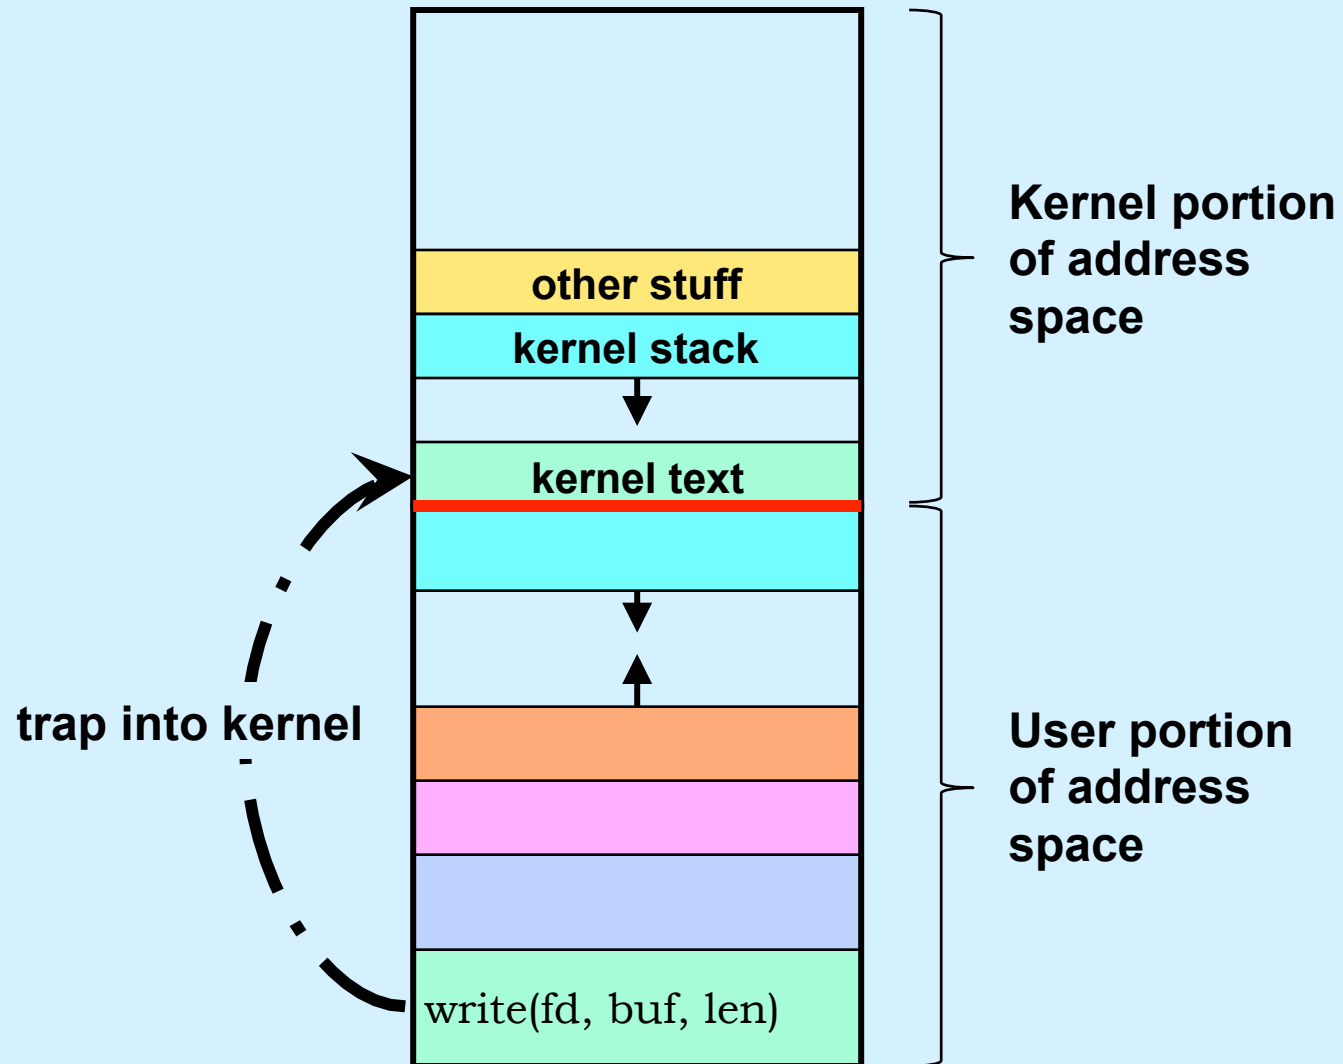 other stuff
kernel stack
kernel text
write(fd, buf, len)
trap into kernel
Kernel portion
of address
space
User portion
of address
space